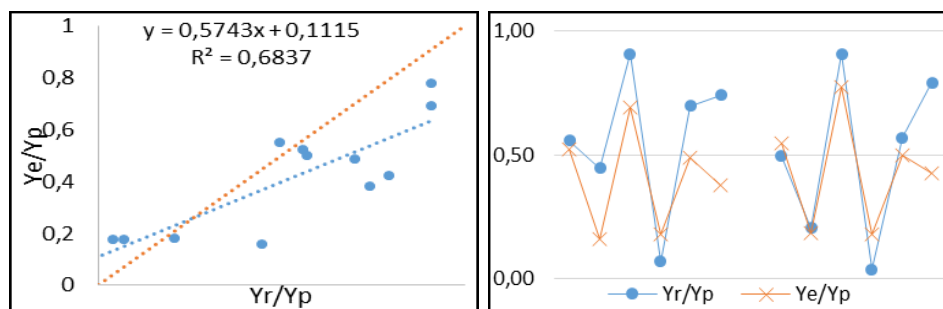 y = 0,5743x + 0,1115
R² = 0,6837
1
0,8
0,6
0,4
0,2
0
Ye/Yp
Yr/Yp
1,00
0,50
0,00
Yr/Yp
Ye/Yp